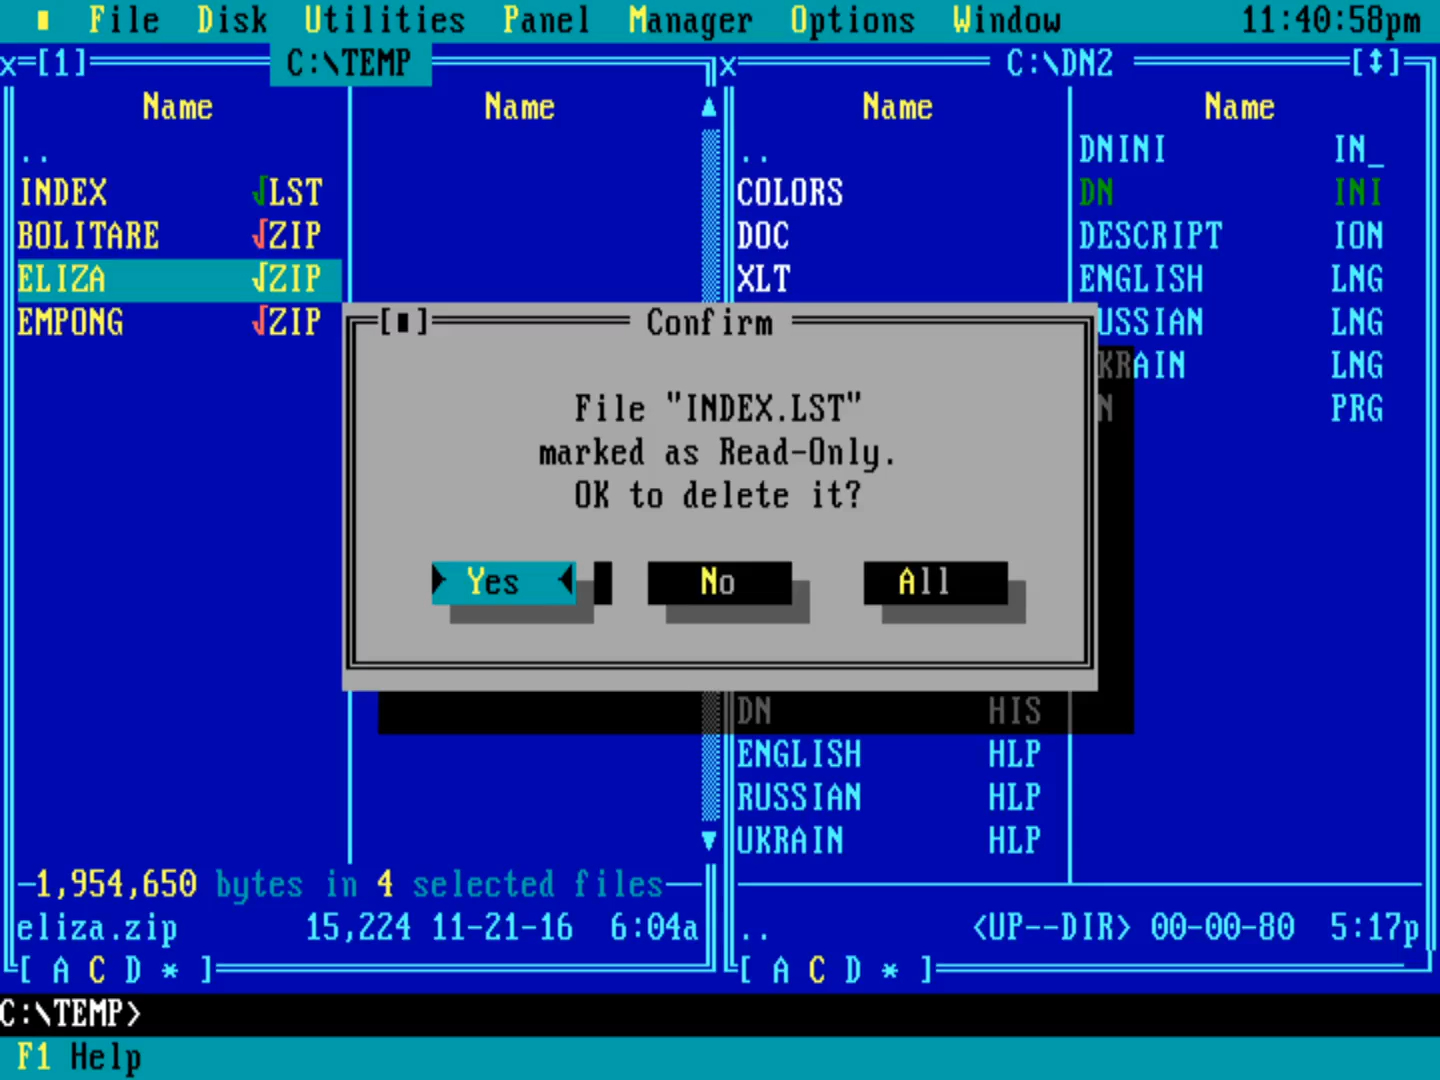 File Disk Utilities Panel Manager Options Window 11:40:58pm
x=[1] C:\TEMP
x C:\DN2 [↕]
Name Name
Name Name
..
INDEX √LST
BOLITARE √ZIP
ELIZA √ZIP
EMPONG √ZIP
..
COLORS
DOC
XLT
DNINI IN_
DN INI
DESCRIPT ION
ENGLISH LNG
USSIAN LNG
KRAIN LNG
N PRG
[■] Confirm
File "INDEX.LST"
marked as Read-Only.
OK to delete it?
Yes No All
DN HIS
ENGLISH HLP
RUSSIAN HLP
UKRAIN HLP
1,954,650 bytes in 4 selected files
eliza.zip 15,224 11-21-16 6:04a
.. <UP--DIR> 00-00-80 5:17p
[ A C D * ]
[ A C D * ]
C:\TEMP>
F1 Help